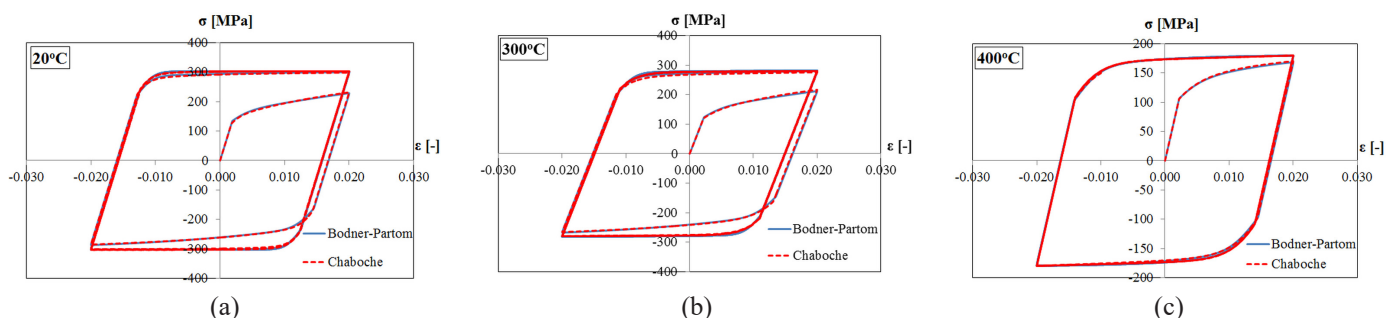 σ [MPa]
20°C
400
300
200
100
0
-100
-200
-300
-400
ε [-]
-0.030
-0.020
-0.010
0.000
0.010
0.020
0.030
Bodner-Partom
Chaboche
(a)
σ [MPa]
300°C
400
300
200
100
0
-100
-200
-300
-400
ε [-]
-0.030
-0.020
-0.010
0.000
0.010
0.020
0.030
Bodner-Partom
Chaboche
(b)
σ [MPa]
400°C
200
150
100
50
0
-50
-100
-150
-200
ε [-]
-0.030
-0.020
-0.010
0.000
0.010
0.020
0.030
Bodner-Partom
Chaboche
(c)